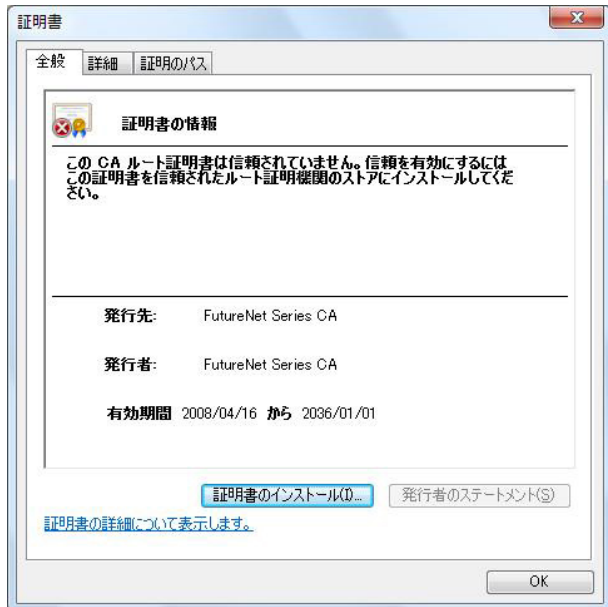 証明書
全般 詳細 証明のパス
証明書の情報
この CA ルート証明書は信頼されていません。信頼を有効にするには
この証明書を信頼されたルート証明機関のストアにインストールしてくだ
さい。
発行先: FutureNet Series CA
発行者: FutureNet Series CA
有効期間 2008/04/16 から 2036/01/01
証明書のインストール(I)... 発行者のステートメント(S)
証明書の詳細について表示します。
OK